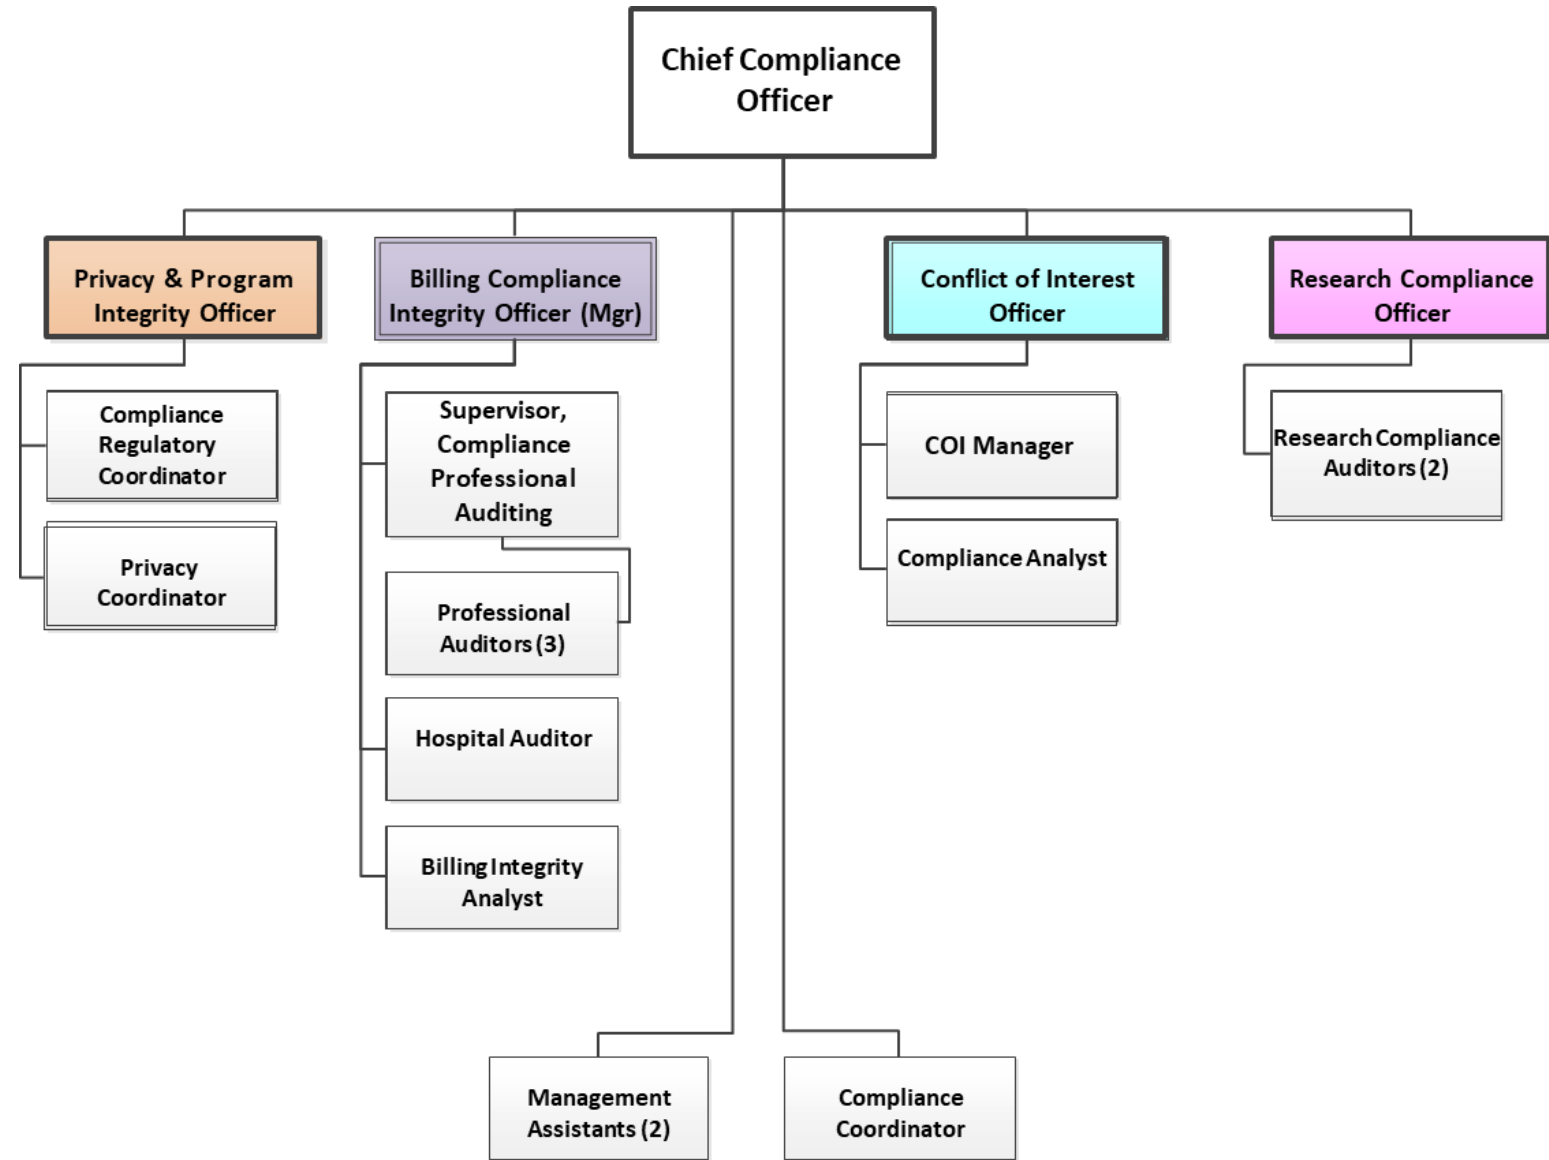 Chief Compliance
Officer
Privacy & Program
Integrity Officer
Billing Compliance
Integrity Officer (Mgr)
Conflict of Interest
Officer
Research Compliance
Officer
Compliance
Regulatory
Coordinator
Privacy
Coordinator
Supervisor,
Compliance
Professional
Auditing
Professional
Auditors (3)
Hospital Auditor
Billing Integrity
Analyst
COI Manager
Compliance Analyst
Research Compliance
Auditors (2)
Management
Assistants (2)
Compliance
Coordinator